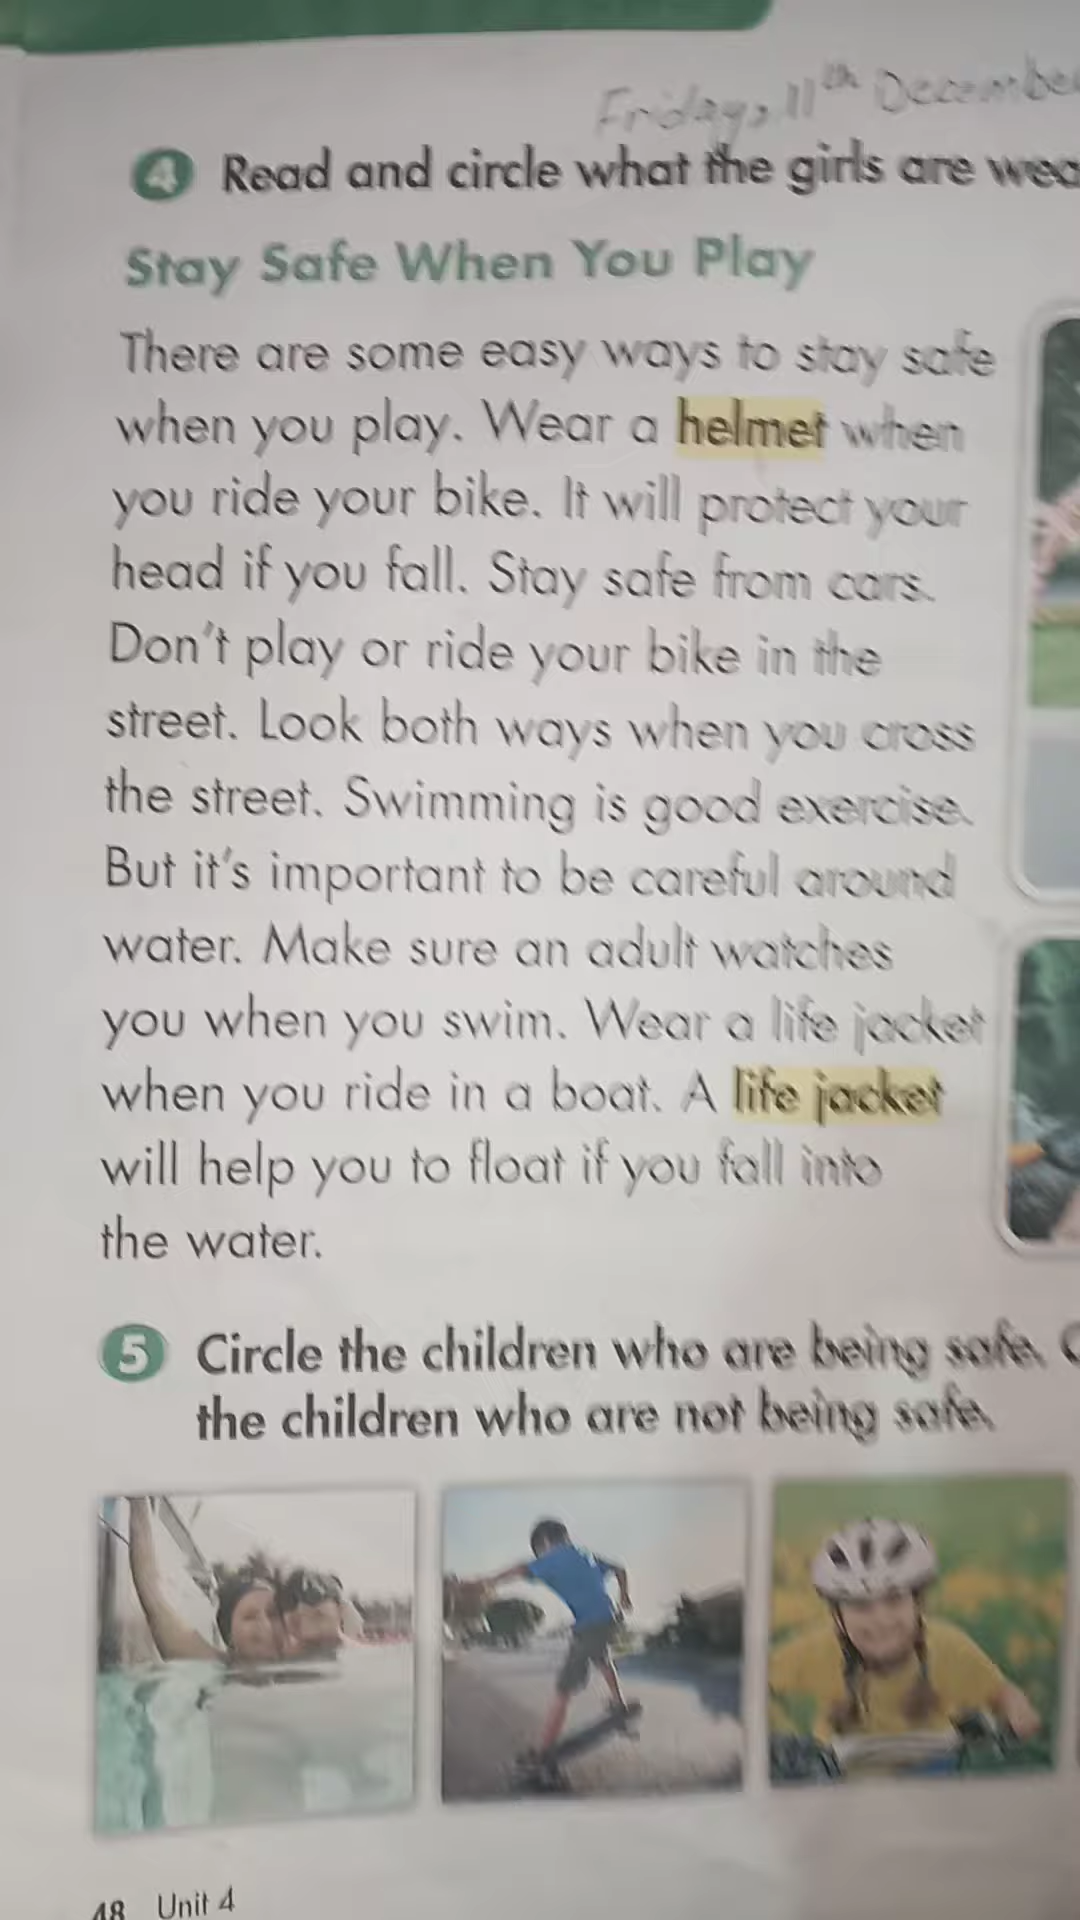 Friday, 11th December
4 Read and circle what the girls are wea
Stay Safe When You Play
There are some easy ways to stay safe
when you play. Wear a helmet when
you ride your bike. It will protect your
head if you fall. Stay safe from cars.
Don't play or ride your bike in the
street. Look both ways when you cross
the street. Swimming is good exercise.
But it's important to be careful around
water. Make sure an adult watches
you when you swim. Wear a life jacket
when you ride in a boat. A life jacket
will help you to float if you fall into
the water.
5 Circle the children who are being safe.
the children who are not being safe.
48 Unit 4